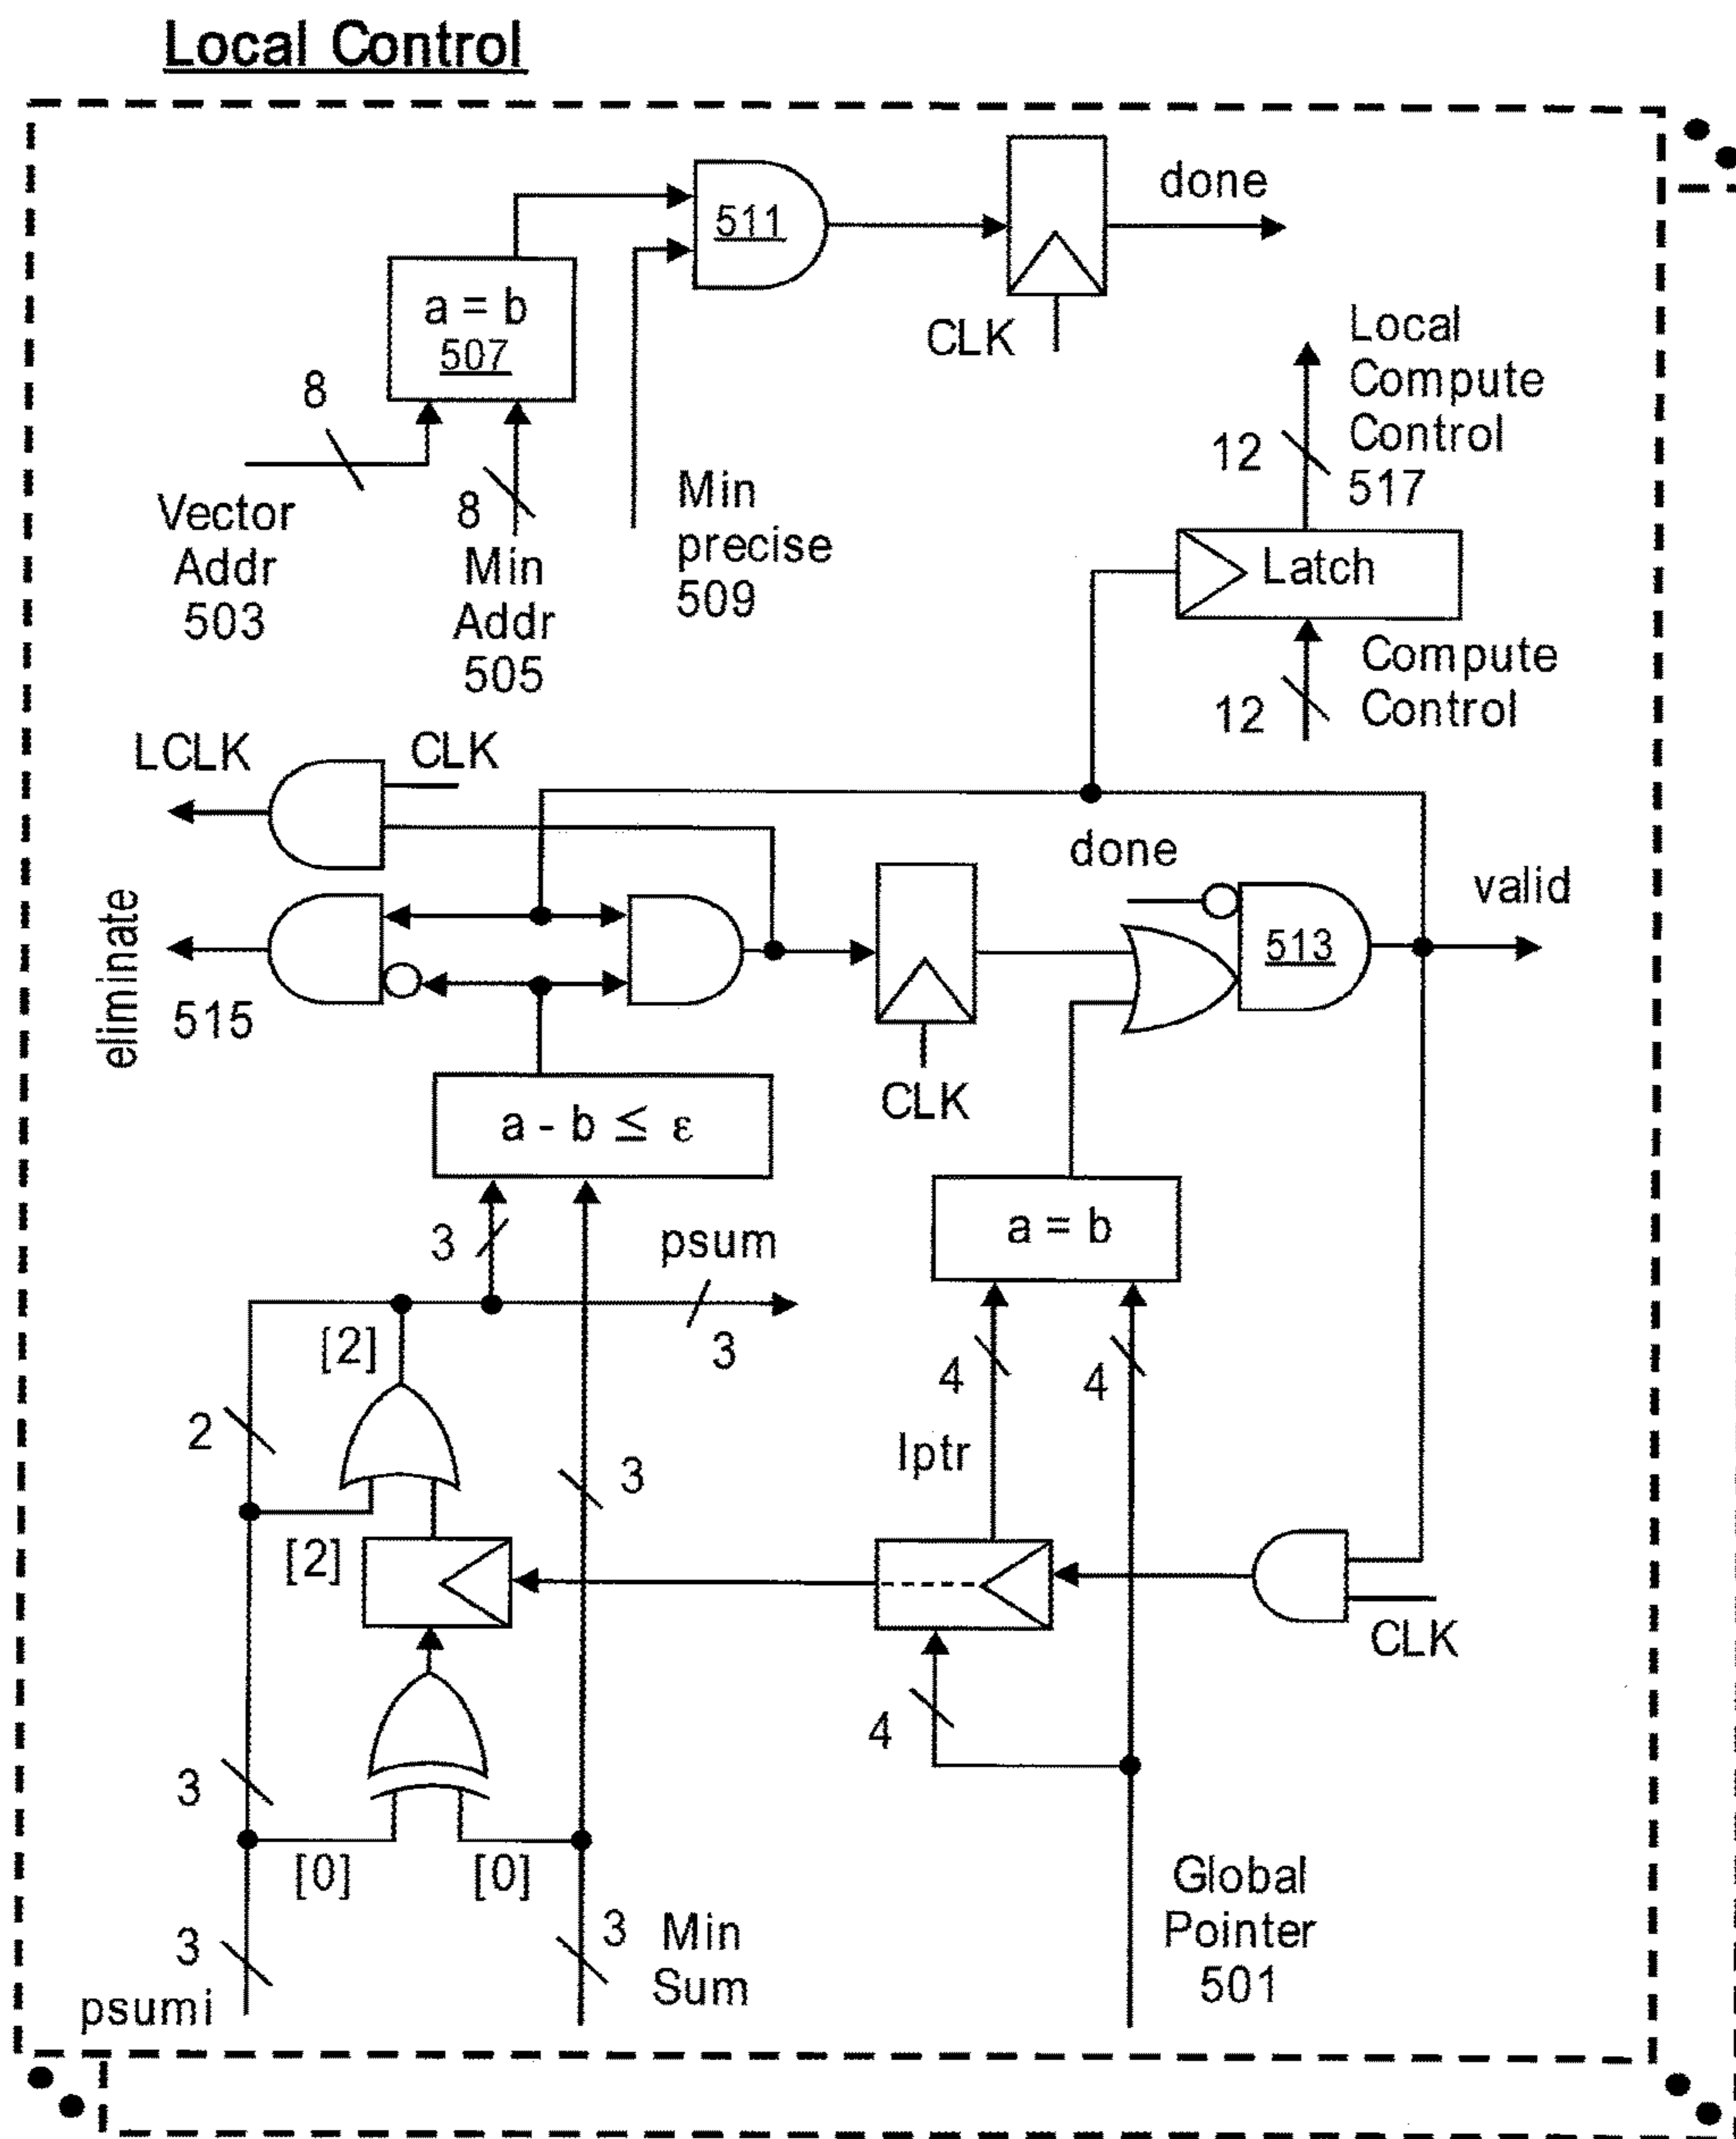 Local Control
511
done
a = b
507
CLK
8
Vector
Addr
503
8
Min
Addr
505
Min
precise
509
Local
Compute
Control
517
12
Latch
12
Compute
Control
LCLK
CLK
done
valid
513
eliminate
515
CLK
a - b ≤ ε
a = b
3
psum
3
[2]
2
4
4
lptr
3
[2]
CLK
4
3
[0]
[0]
3
psumi
3
Min
Sum
Global
Pointer
501